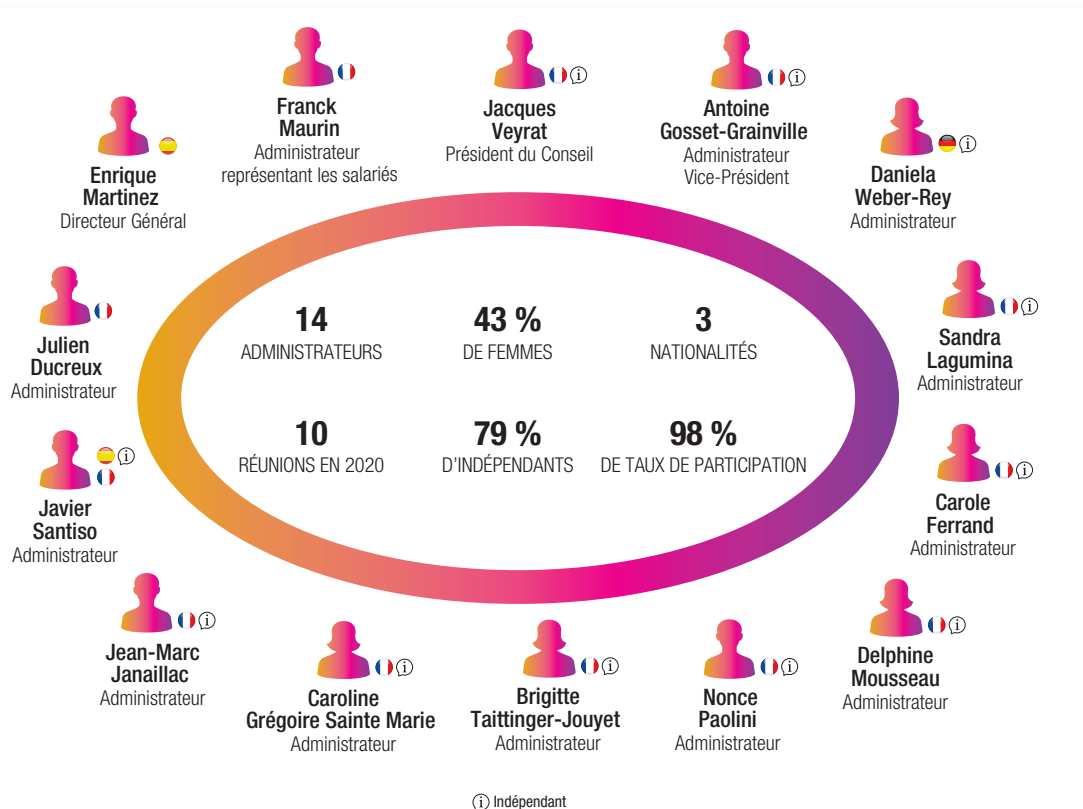 Franck
Maurin
Administrateur
représentant les salariés
Jacques
Veyrat
Président du Conseil
Antoine
Gosset-Grainville
Administrateur
Vice-Président
Enrique
Martinez
Directeur Général
Daniela
Weber-Rey
Administrateur
Julien
Ducreux
Administrateur
14
ADMINISTRATEURS
43 %
DE FEMMES
3
NATIONALITÉS
Sandra
Lagumina
Administrateur
Javier
Santiso
Administrateur
10
RÉUNIONS EN 2020
79 %
D'INDÉPENDANTS
98 %
DE TAUX DE PARTICIPATION
Carole
Ferrand
Administrateur
Jean-Marc
Janaillac
Administrateur
Caroline
Grégoire Sainte Marie
Administrateur
Brigitte
Taittinger-Jouyet
Administrateur
Nonce
Paolini
Administrateur
Delphine
Mousseau
Administrateur
i Indépendant